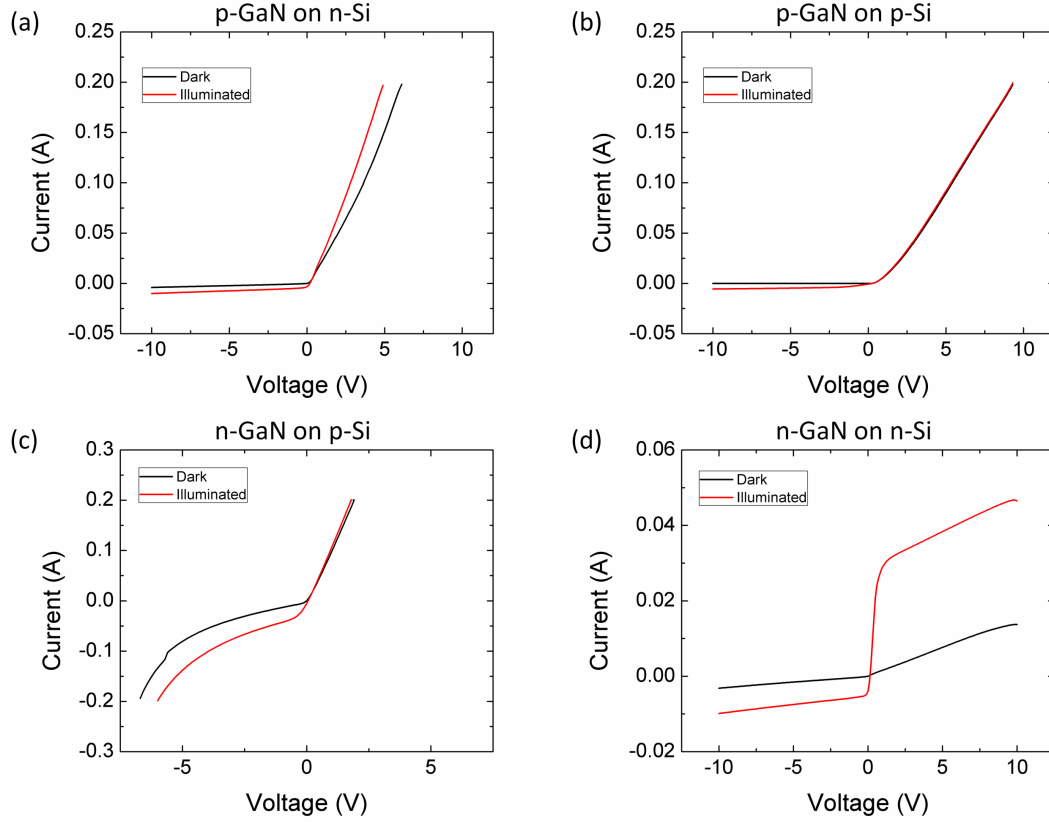 (a)
p-GaN on n-Si
0.25
0.20
0.15
0.10
0.05
0.00
-0.05
Current (A)
Dark
Illuminated
-10
-5
0
5
10
Voltage (V)
(b)
p-GaN on p-Si
0.25
0.20
0.15
0.10
0.05
0.00
-0.05
Current (A)
Dark
Illuminated
-10
-5
0
5
10
Voltage (V)
(c)
n-GaN on p-Si
0.3
0.2
0.1
0.0
-0.1
-0.2
-0.3
Current (A)
Dark
Illuminated
-5
0
5
Voltage (V)
(d)
n-GaN on n-Si
0.06
0.04
0.02
0.00
-0.02
Current (A)
Dark
Illuminated
-10
-5
0
5
10
Voltage (V)